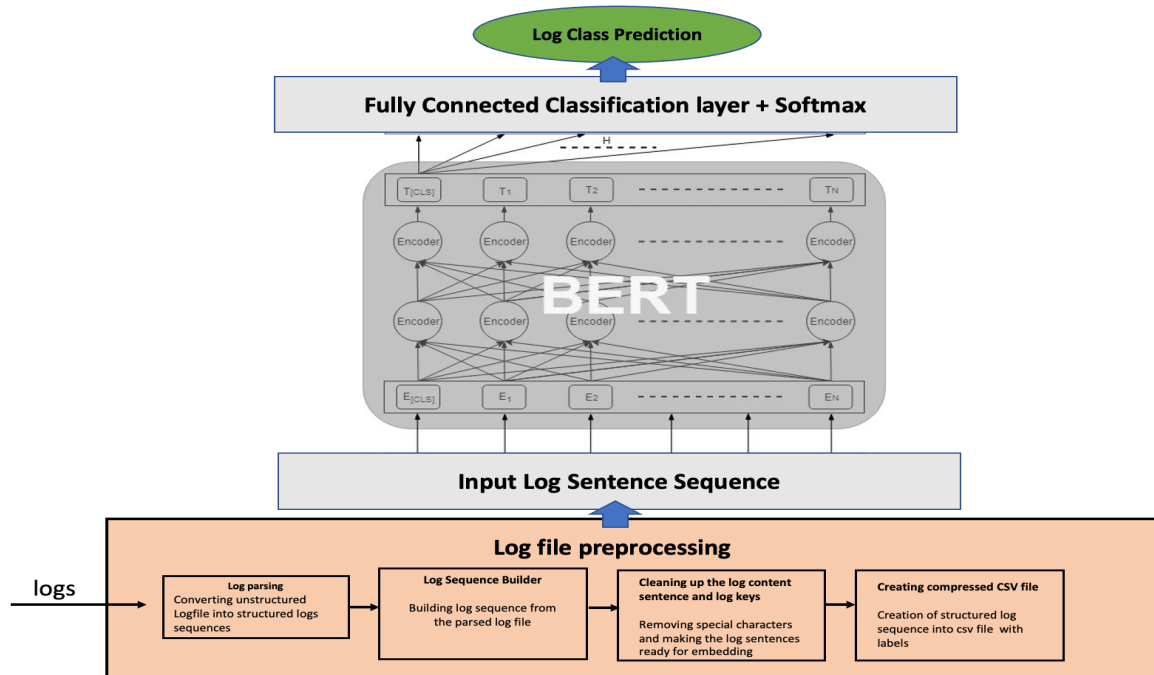 Log Class Prediction
Fully Connected Classification layer + Softmax
H
T[CLS] T1 T2 TN
Encoder Encoder Encoder Encoder
BERT
Encoder Encoder Encoder Encoder
E[CLS] E1 E2 EN
Input Log Sentence Sequence
Log file preprocessing
logs
Log parsing
Converting unstructured
Logfile into structured logs
sequences
Log Sequence Builder
Building log sequence from
the parsed log file
Cleaning up the log content
sentence and log keys
Removing special characters
and making the log sentences
ready for embedding
Creating compressed CSV file
Creation of structured log
sequence into csv file with
labels